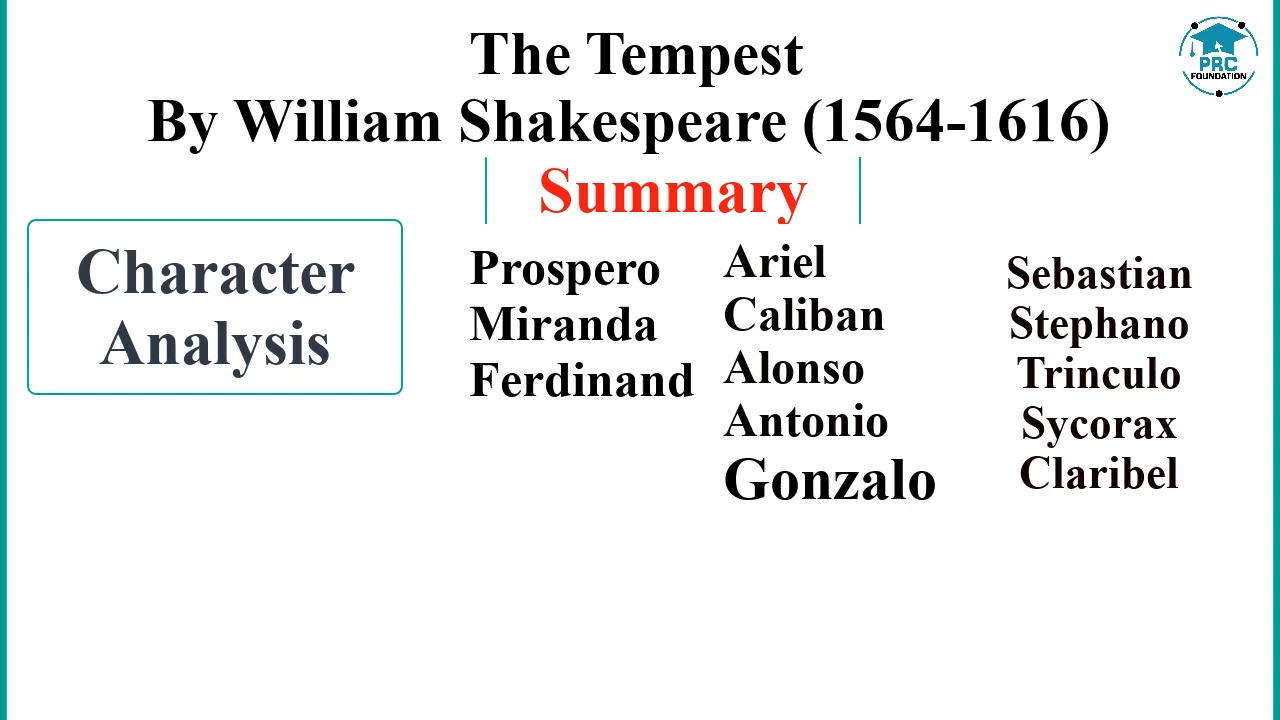 The Tempest
By William Shakespeare (1564-1616)
Summary
PRC
FOUNDATION
Character
Analysis
Prospero
Miranda
Ferdinand
Ariel
Caliban
Alonso
Antonio
Gonzalo
Sebastian
Stephano
Trinculo
Sycorax
Claribel